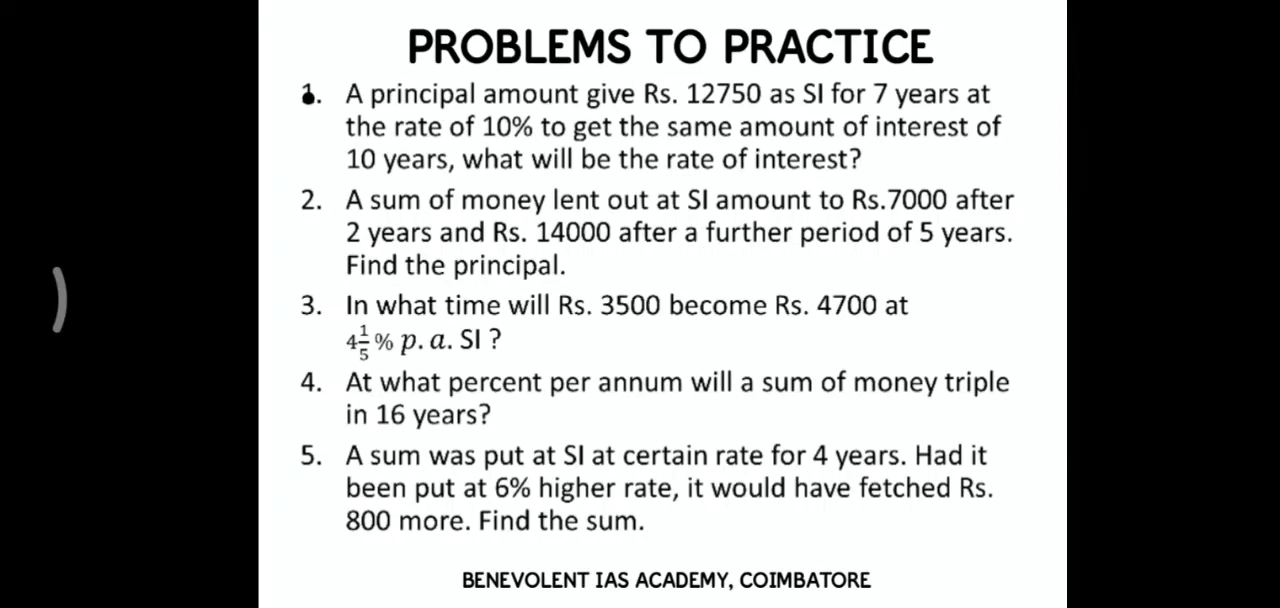 PROBLEMS TO PRACTICE
1. A principal amount give Rs. 12750 as SI for 7 years at
the rate of 10% to get the same amount of interest of
10 years, what will be the rate of interest?
2. A sum of money lent out at SI amount to Rs.7000 after
2 years and Rs. 14000 after a further period of 5 years.
Find the principal.
3. In what time will Rs. 3500 become Rs. 4700 at
4 1/5 % p. a. SI ?
4. At what percent per annum will a sum of money triple
in 16 years?
5. A sum was put at SI at certain rate for 4 years. Had it
been put at 6% higher rate, it would have fetched Rs.
800 more. Find the sum.
BENEVOLENT IAS ACADEMY, COIMBATORE